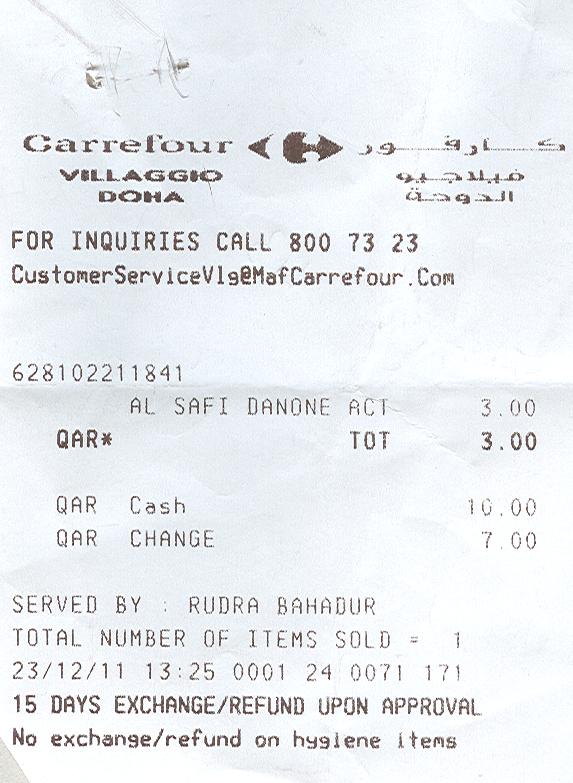 Carrefour كارفور
VILLAGGIO فيلاجيو
DOHA الدوحة
FOR INQUIRIES CALL 800 73 23
CustomerServiceVlg@MafCarrefour.Com
628102211841
AL SAFI DANONE ACT 3.00
QAR* TOT 3.00
QAR Cash 10.00
QAR CHANGE 7.00
SERVED BY : RUDRA BAHADUR
TOTAL NUMBER OF ITEMS SOLD = 1
23/12/11 13:25 0001 24 0071 171
15 DAYS EXCHANGE/REFUND UPON APPROVAL
No exchange/refund on hygiene items